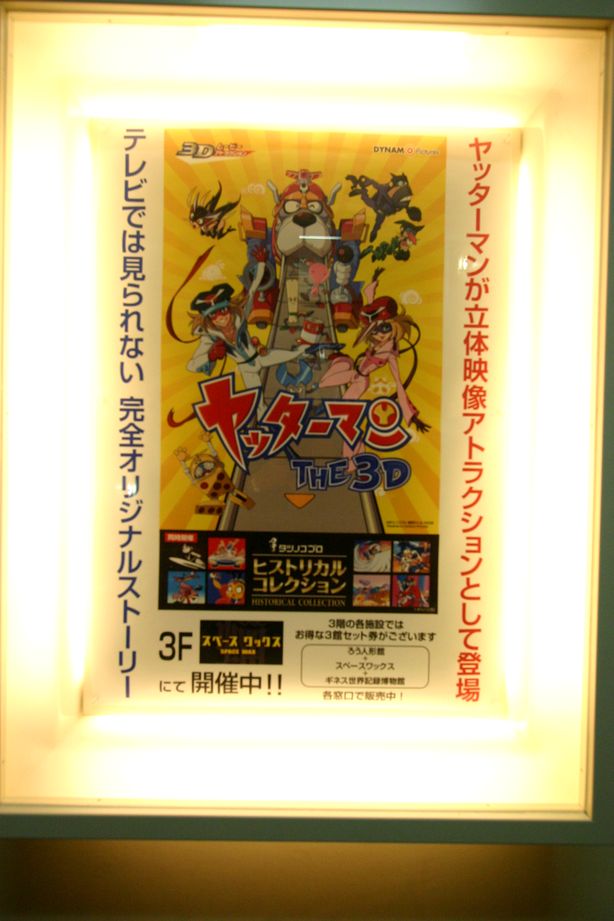 ヤッターマンが立体映像アトラクションとして登場
テレビでは見られない 完全オリジナルストーリー
3D
DYNAMO Pictures
ヤッターマン
THE 3D
同時開催
タツノコプロ
ヒストリカル
コレクション
HISTORICAL COLLECTION
3F
スペース ワックス
SPACE WAX
にて 開催中!!
3階の各施設では
お得な3館セット券がございます
ろう人形館
+
スペースワックス
+
ギネス世界記録博物館
各窓口で販売中!